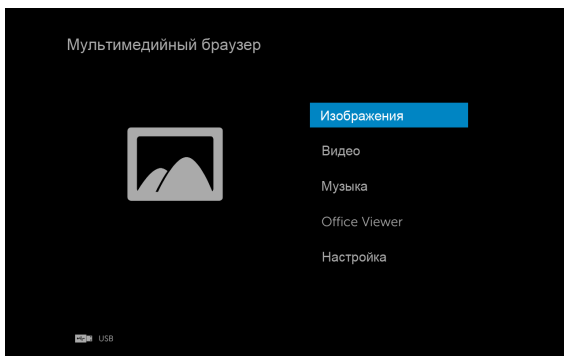 Мультимедийный браузер
Изображения
Видео
Музыка
Office Viewer
Настройка
USB